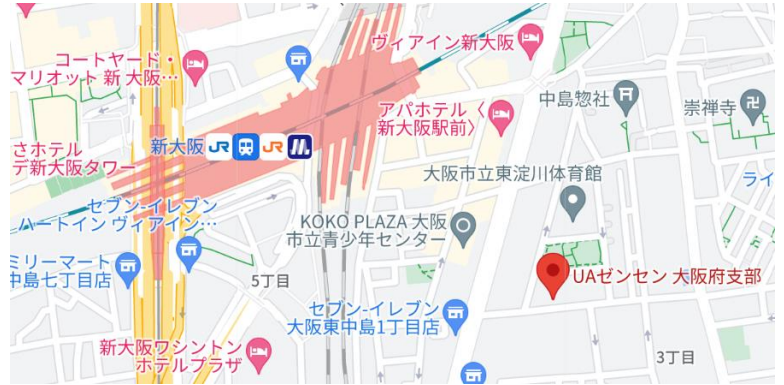 コートヤード・
マリオット 新大阪…
ヴィアイン新大阪
アパホテル〈
新大阪駅前〉
中島惣社
崇禅寺
新大阪
JR
JR
さホテル
デ新大阪タワー
大阪市立東淀川体育館
ライ
セブン-イレブン
ハートイン ヴィアイン…
KOKO PLAZA 大阪
市立青少年センター
ミリーマート
中島七丁目店
5丁目
UAゼンセン 大阪府支部
セブン-イレブン
大阪東中島1丁目店
新大阪ワシントン
ホテルプラザ
3丁目